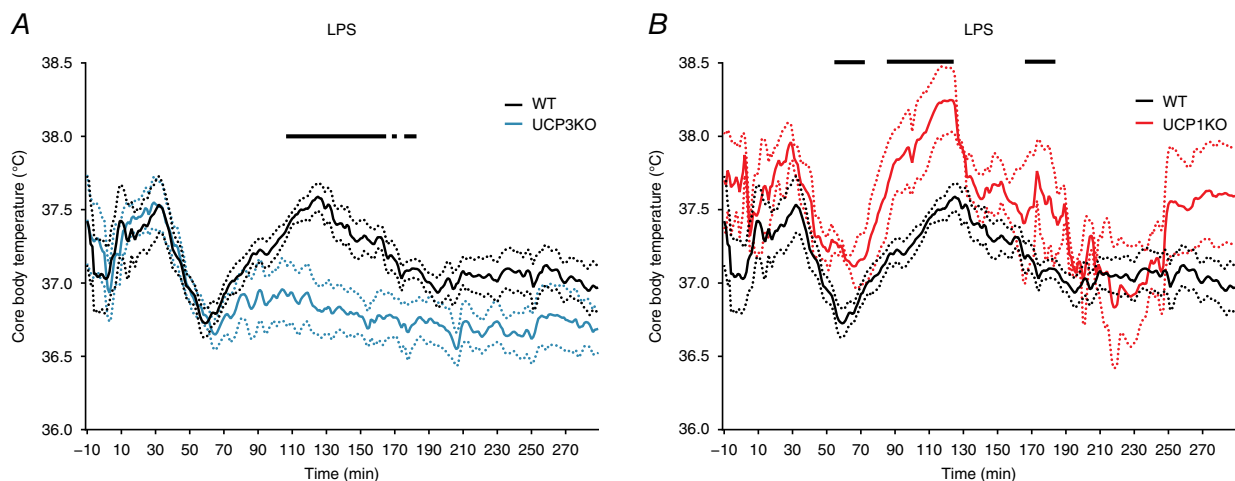 A
LPS
38.5
38.0
37.5
37.0
36.5
36.0
Core body temperature (°C)
WT
UCP3KO
−10 10 30 50 70 90 110 130 150 170 190 210 230 250 270
Time (min)
B
LPS
38.5
38.0
37.5
37.0
36.5
36.0
Core body temperature (°C)
WT
UCP1KO
−10 10 30 50 70 90 110 130 150 170 190 210 230 250 270
Time (min)